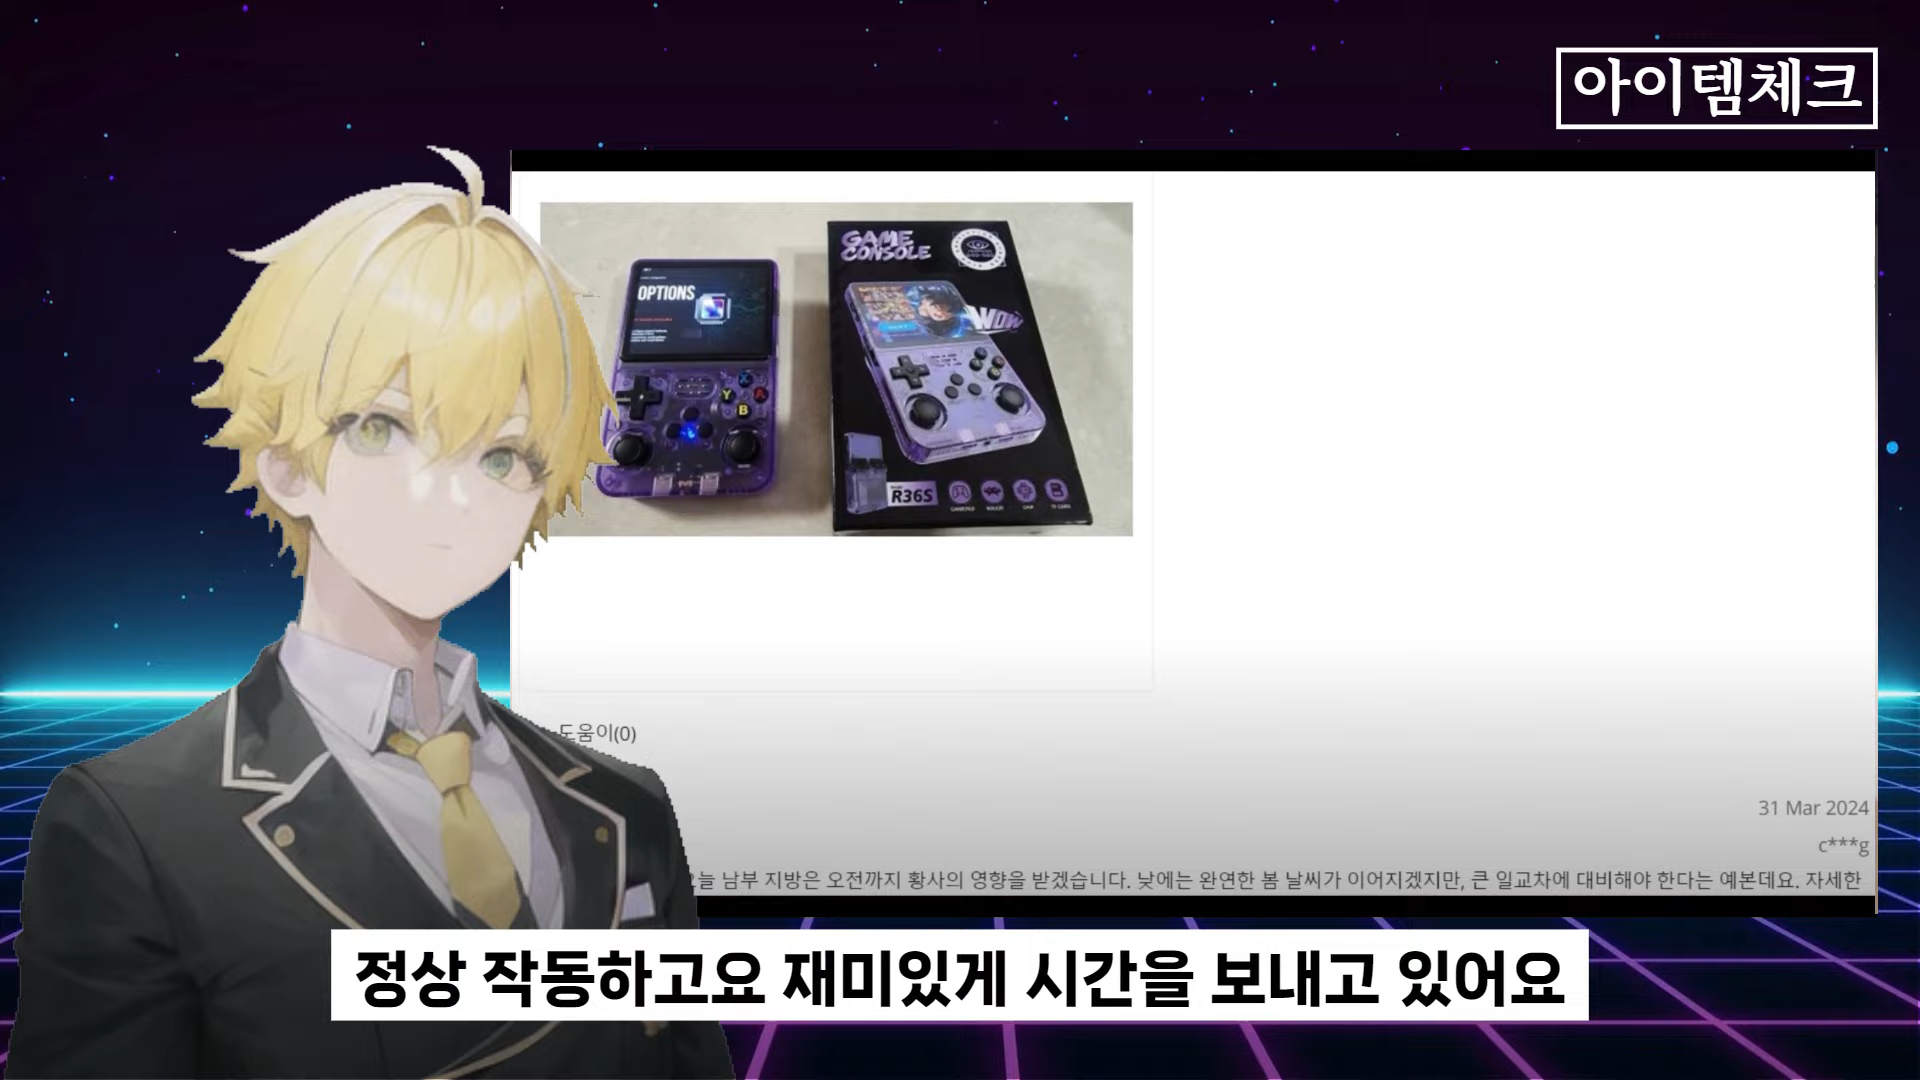 아이템체크
GAME
CONSOLE
WOW
OPTIONS
X
Y
A
B
R36S
도움이(0)
31 Mar 2024
c***g
오늘 남부 지방은 오전까지 황사의 영향을 받겠습니다. 낮에는 완연한 봄 날씨가 이어지겠지만, 큰 일교차에 대비해야 한다는 예본데요. 자세한
정상 작동하고요 재미있게 시간을 보내고 있어요